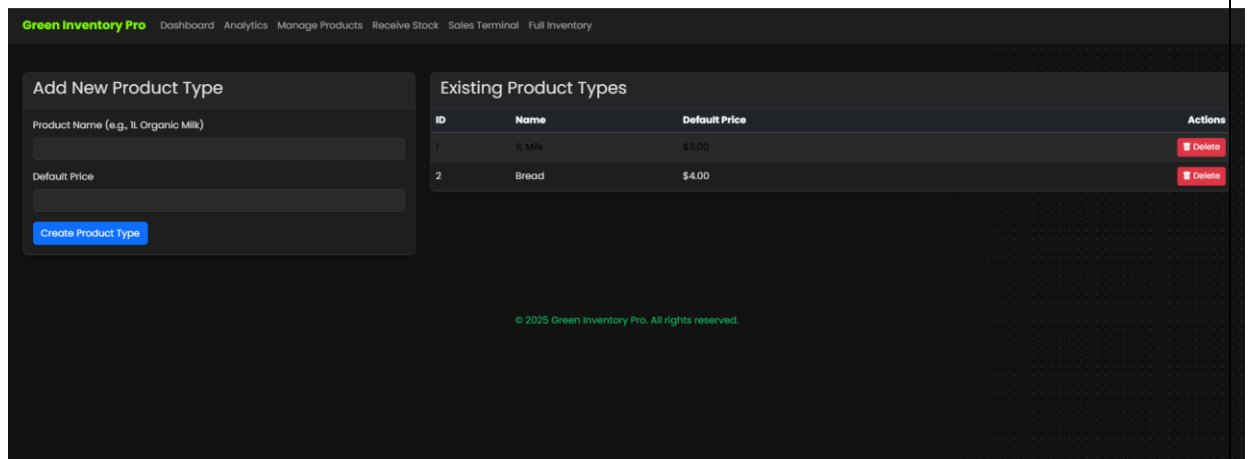 Green Inventory Pro Dashboard Analytics Manage Products Receive Stock Sales Terminal Full Inventory
Add New Product Type
Product Name (e.g., 1L Organic Milk)
Default Price
Create Product Type
Existing Product Types
ID Name Default Price Actions
1 1L Milk $3.00 Delete
2 Bread $4.00 Delete
© 2025 Green Inventory Pro. All rights reserved.